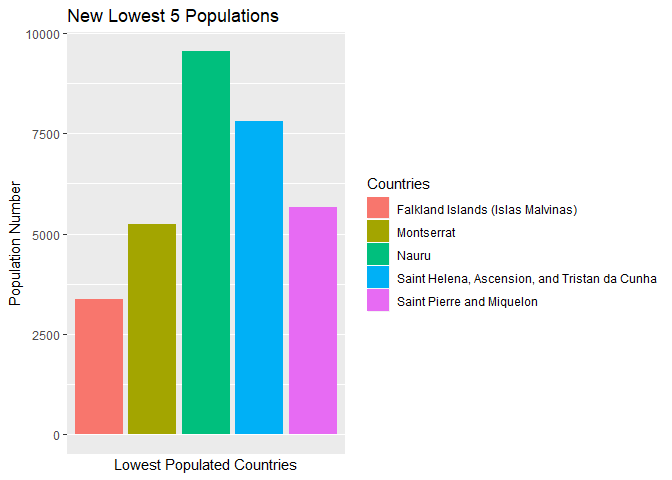 New Lowest 5 Populations
10000
7500
5000
2500
0
Population Number
Lowest Populated Countries
Countries
Falkland Islands (Islas Malvinas)
Montserrat
Nauru
Saint Helena, Ascension, and Tristan da Cunha
Saint Pierre and Miquelon